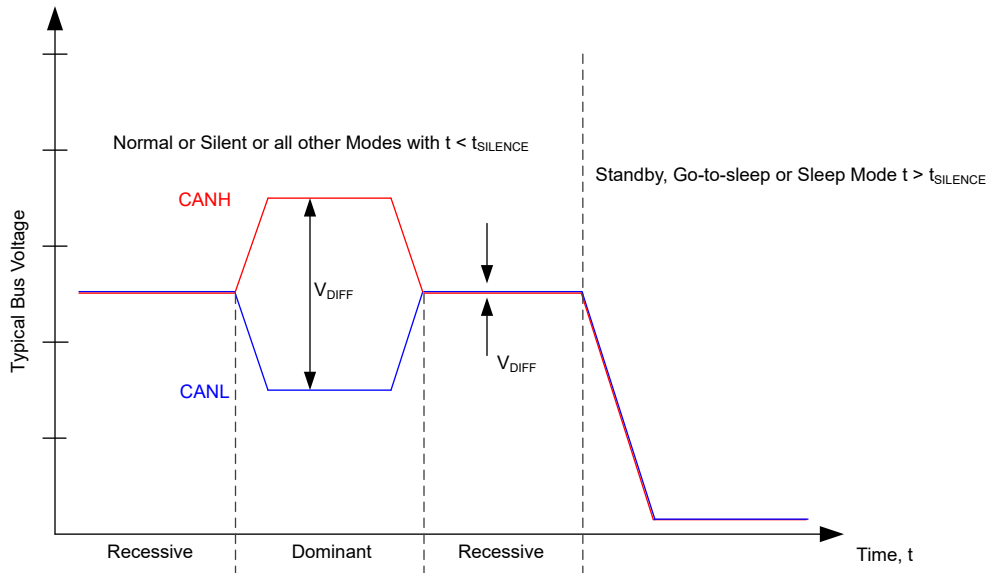 Normal or Silent or all other Modes with t < tSILENCE
Standby, Go-to-sleep or Sleep Mode t > tSILENCE
CANH
Typical Bus Voltage
VDIFF
VDIFF
CANL
Recessive
Dominant
Recessive
Time, t